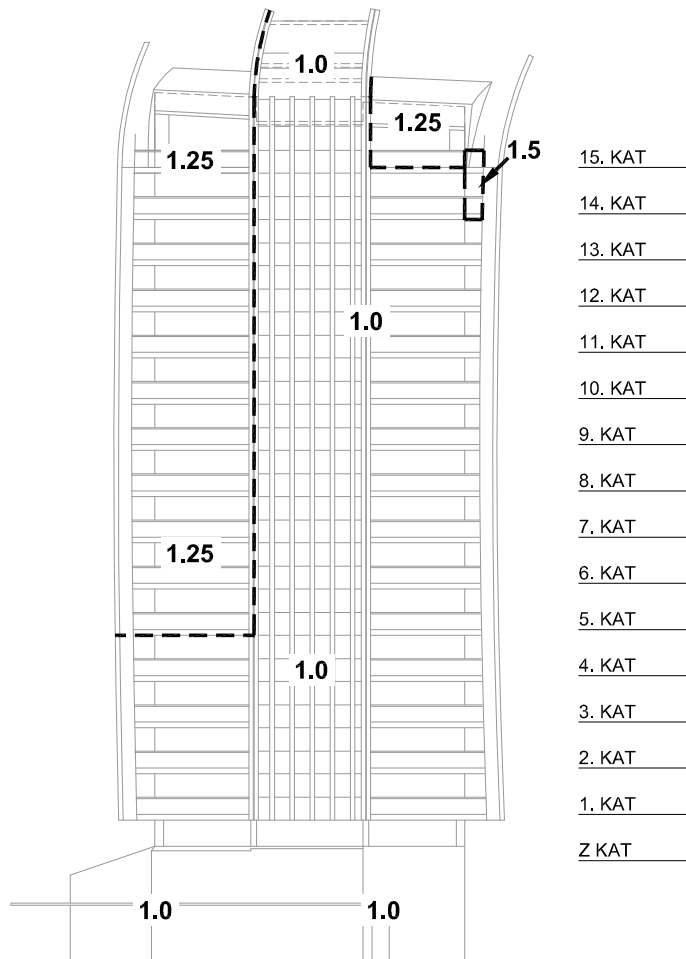 1.0
1.25
1.25
1.5
1.0
1.25
1.0
1.0
1.0
15. KAT
14. KAT
13. KAT
12. KAT
11. KAT
10. KAT
9. KAT
8. KAT
7. KAT
6. KAT
5. KAT
4. KAT
3. KAT
2. KAT
1. KAT
Z KAT